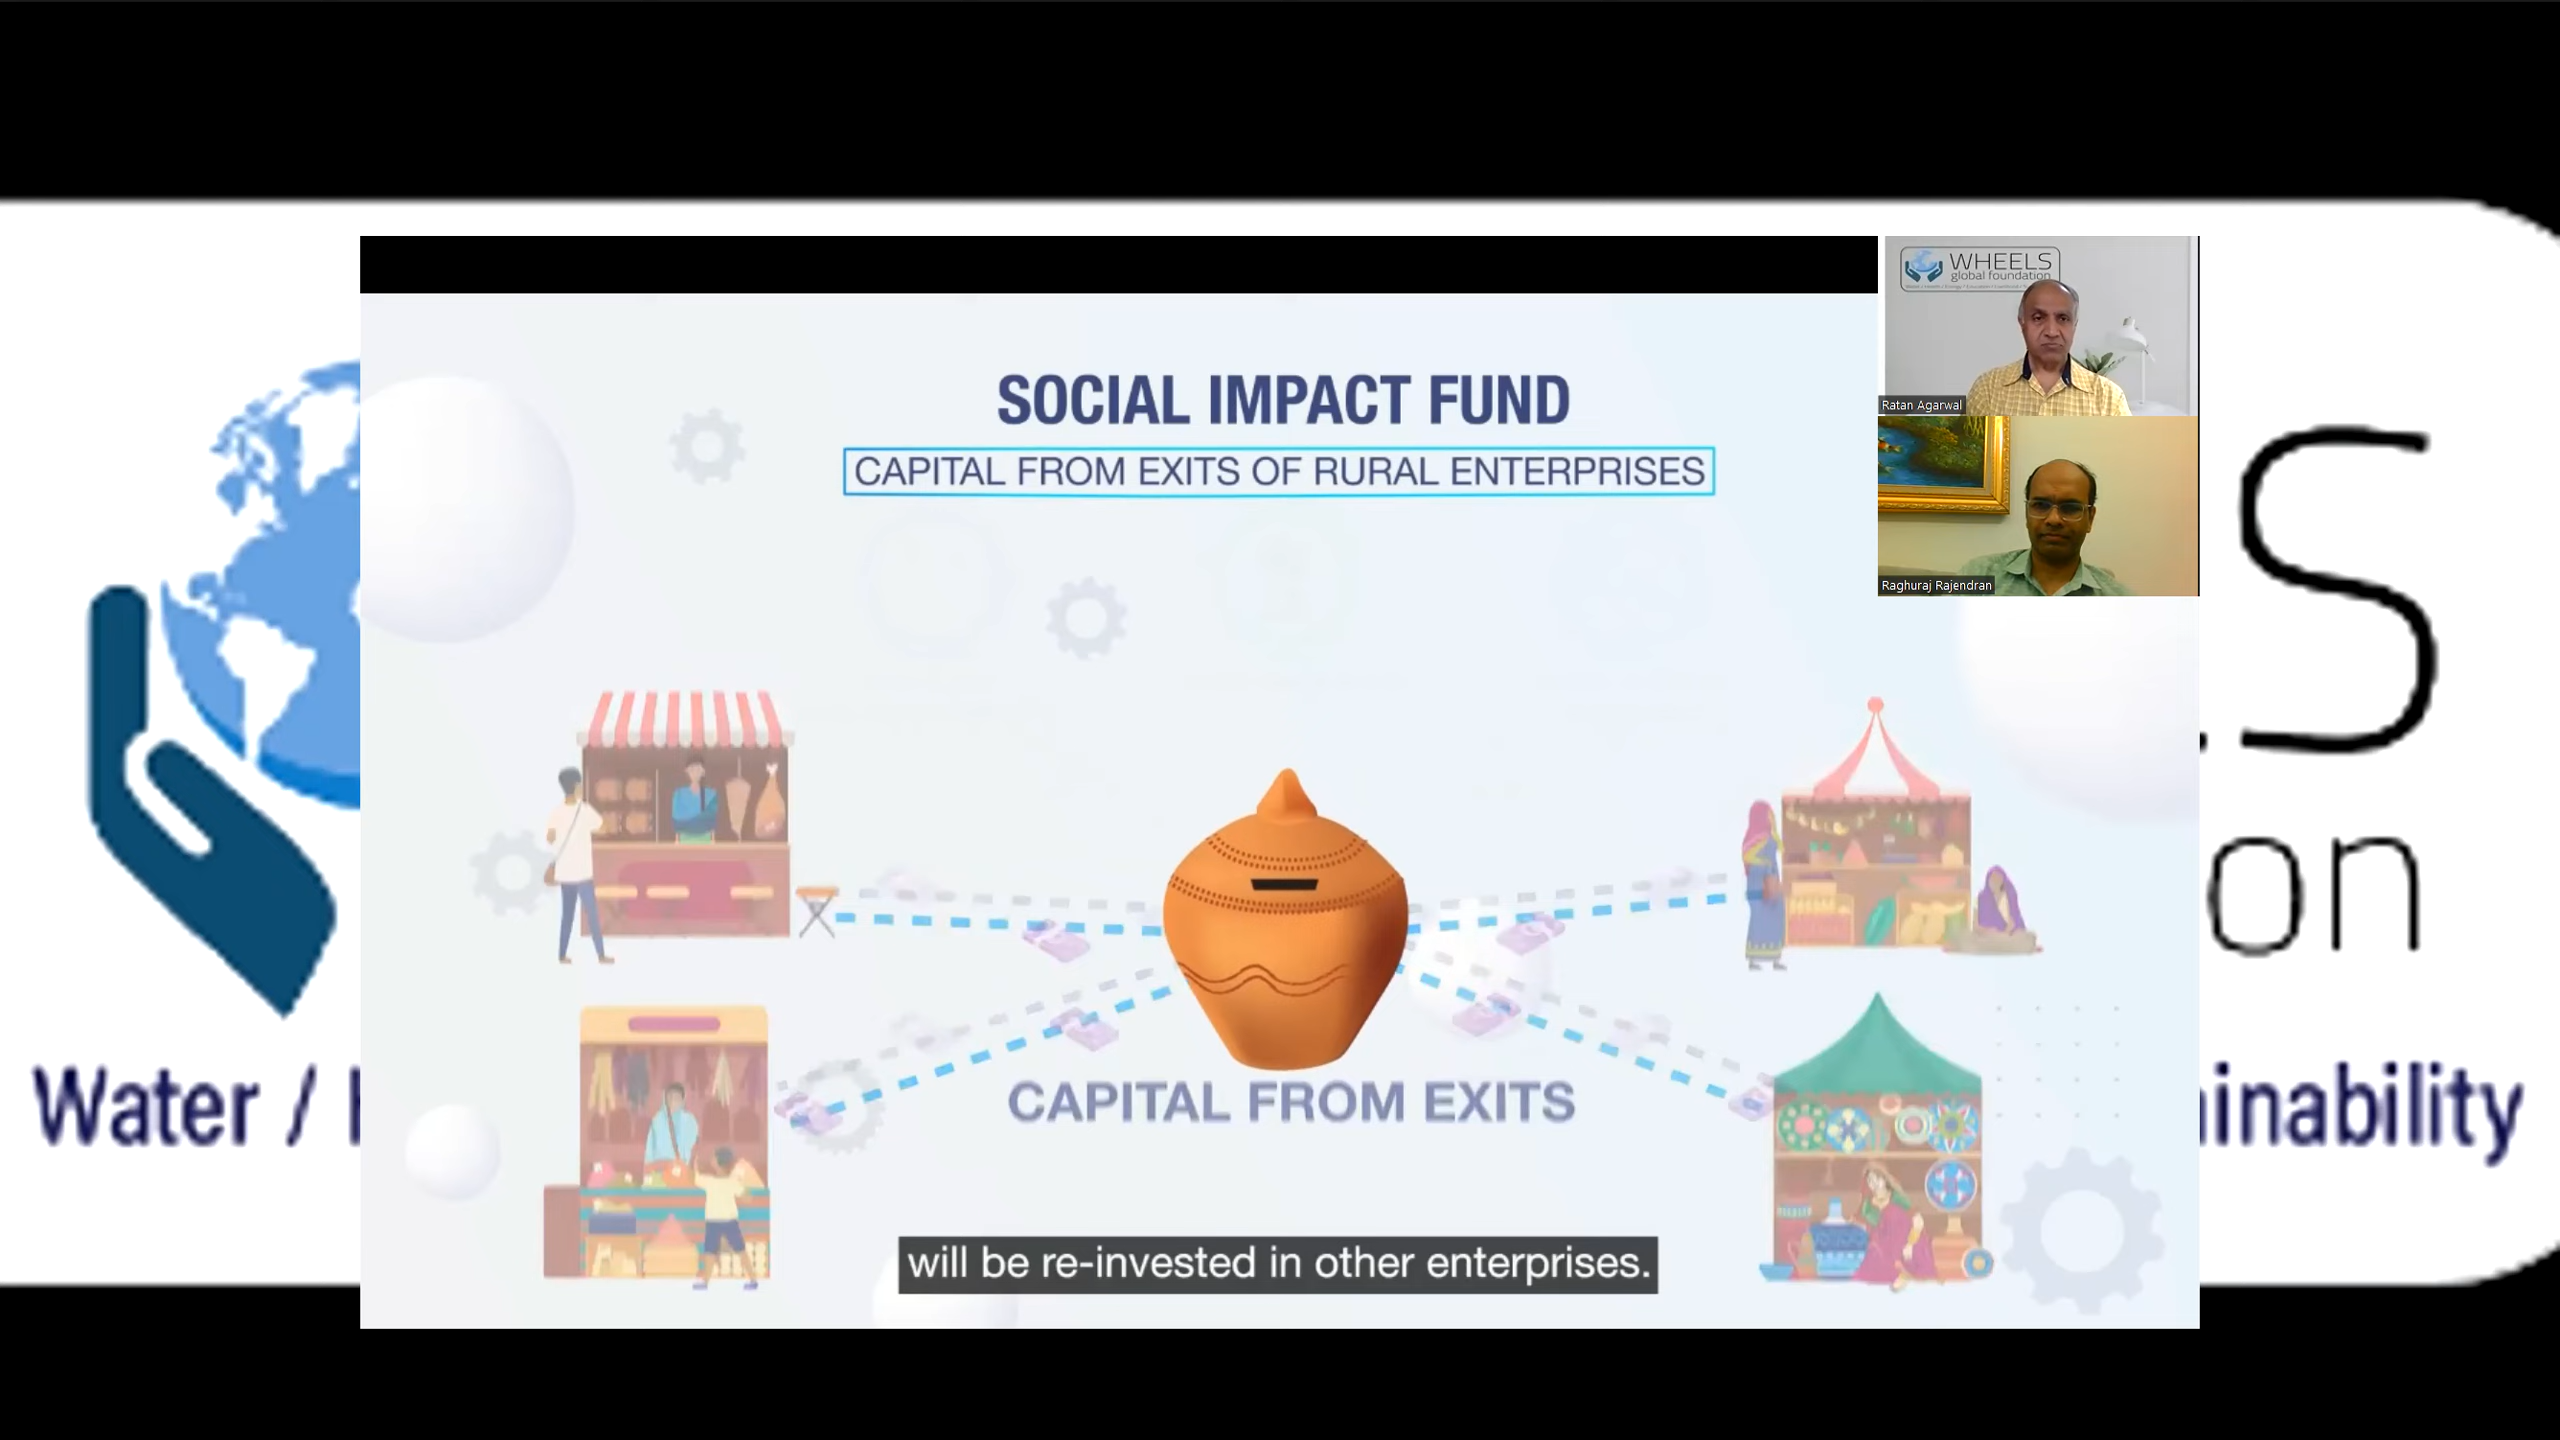 SOCIAL IMPACT FUND
CAPITAL FROM EXITS OF RURAL ENTERPRISES
WHEELS
global foundation
Ratan Agarwal
Raghuraj Rajendran
S
on
CAPITAL FROM EXITS
Water /
inability
will be re-invested in other enterprises.